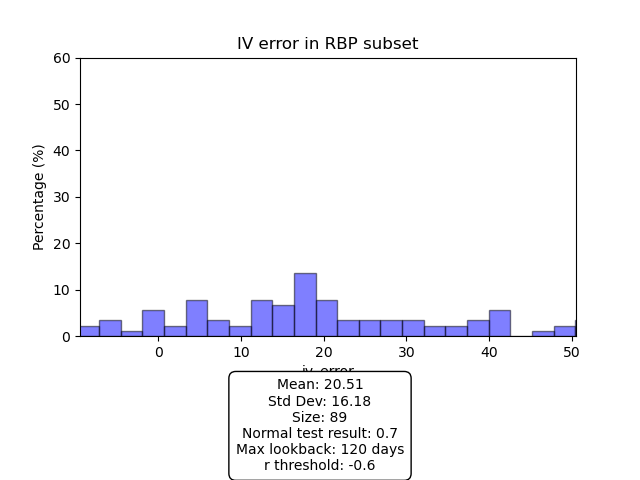 IV error in RBP subset
60
50
40
30
20
10
0
Percentage (%)
0 10 20 30 40 50
iv_error
Mean: 20.51
Std Dev: 16.18
Size: 89
Normal test result: 0.7
Max lookback: 120 days
r threshold: -0.6